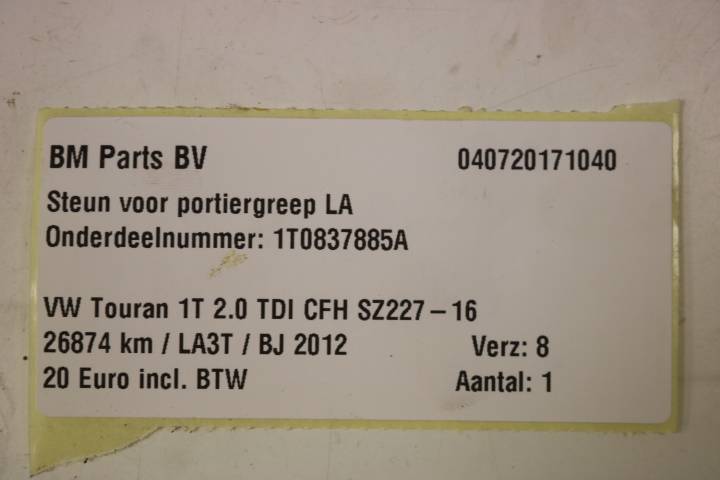 BM Parts BV 040720171040
Steun voor portiergreep LA
Onderdeelnummer: 1T0837885A
VW Touran 1T 2.0 TDI CFH SZ227-16
26874 km / LA3T / BJ 2012 Verz: 8
20 Euro incl. BTW Aantal: 1